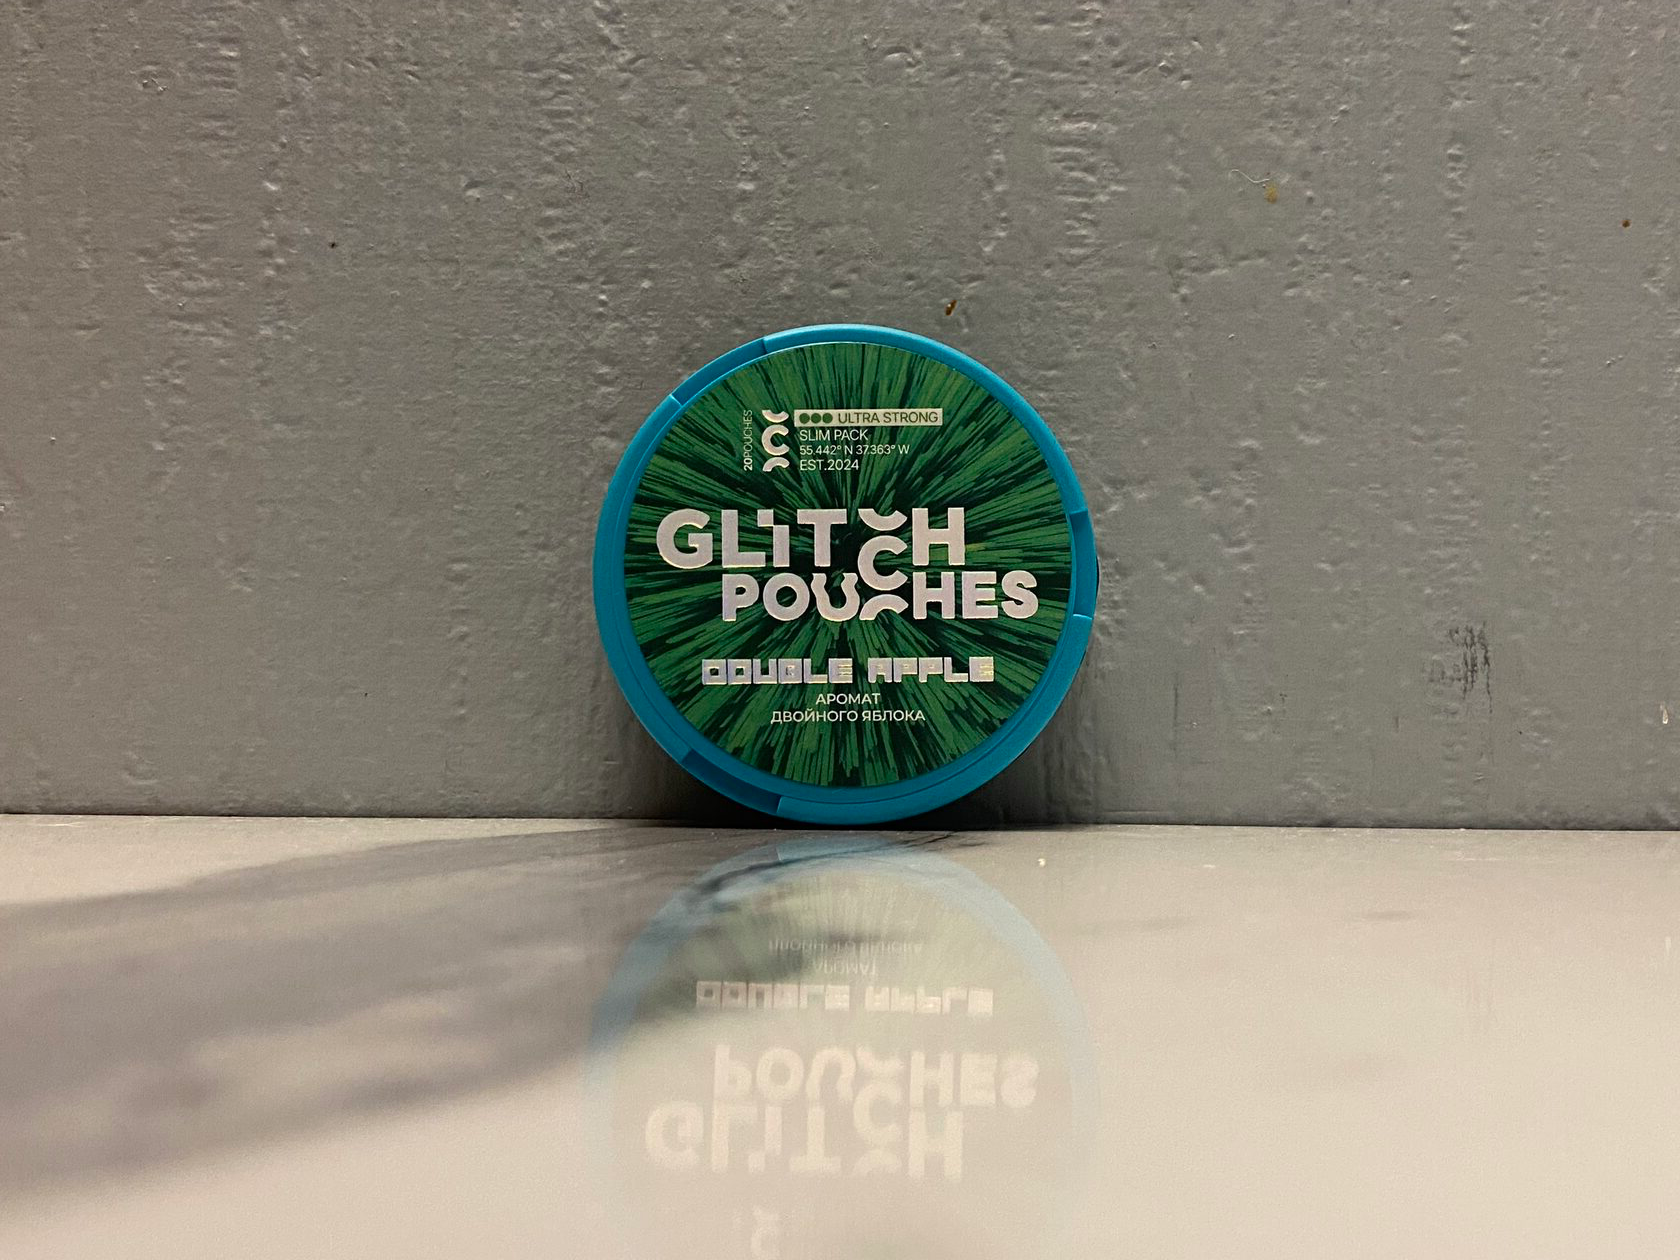 20POUCHES
ULTRA STRONG
SLIM PACK
55.442° N 37.363° W
EST.2024
GLITCH
POUCHES
DOUBLE APPLE
АРОМАТ
ДВОЙНОГО ЯБЛОКА